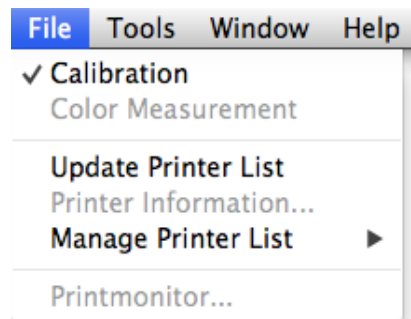 File Tools Window Help
✓ Calibration
Color Measurement
Update Printer List
Printer Information...
Manage Printer List ▶
Printmonitor...